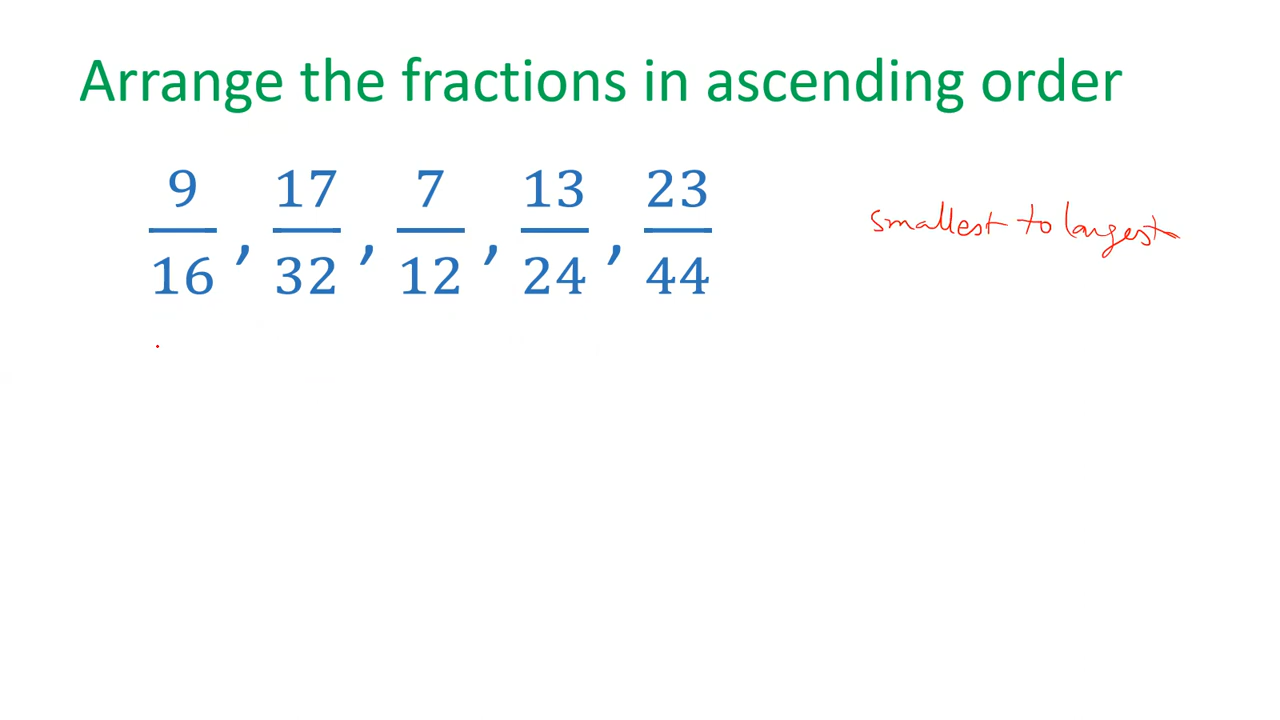 Arrange the fractions in ascending order
9/16, 17/32, 7/12, 13/24, 23/44
smallest to largest